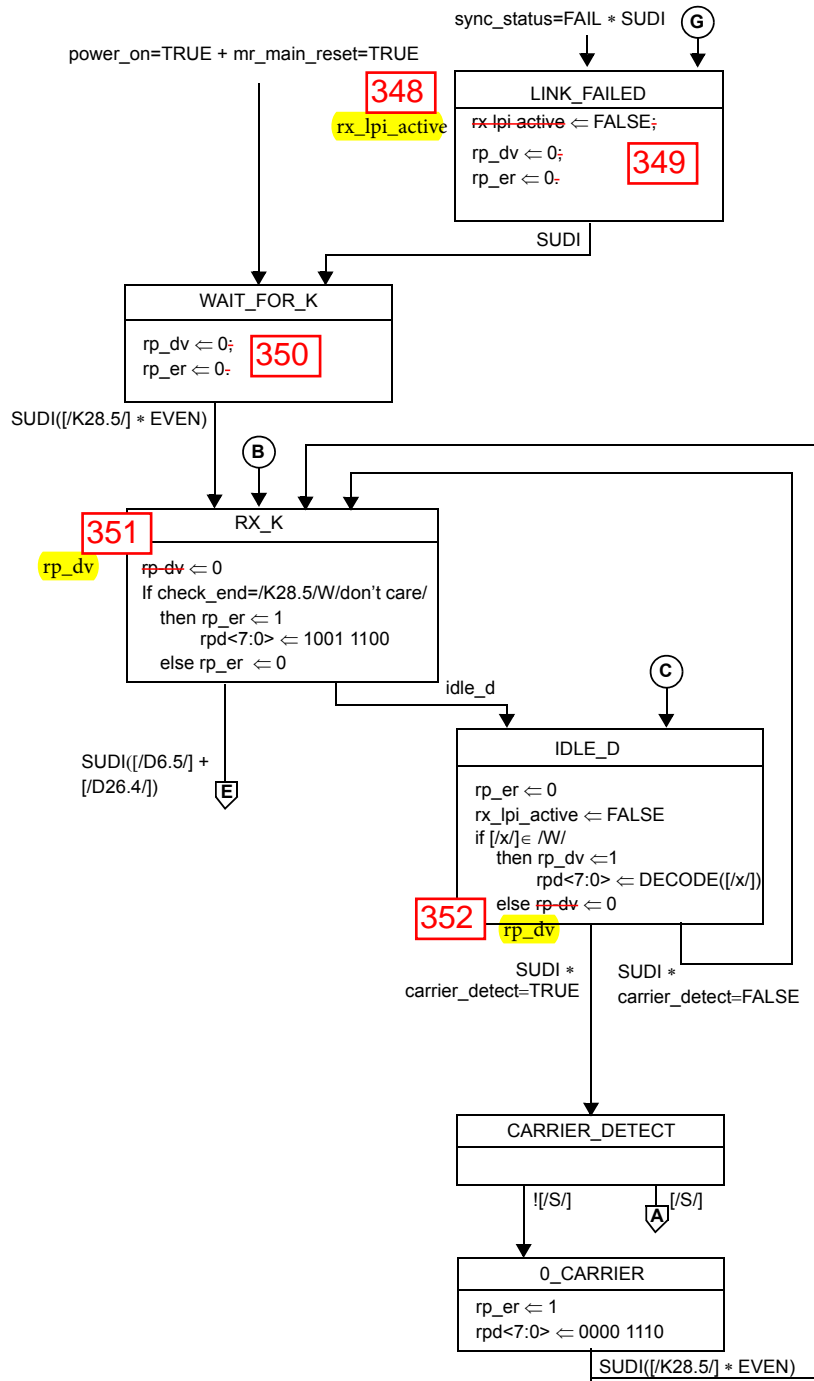 sync_status=FAIL ∗ SUDI
G
power_on=TRUE + mr_main_reset=TRUE
348
rx_lpi_active
LINK_FAILED
rx lpi active ⇐ FALSE;
rp_dv ⇐ 0;
rp_er ⇐ 0.
349
SUDI
WAIT_FOR_K
rp_dv ⇐ 0;
rp_er ⇐ 0.
350
SUDI([/K28.5/] ∗ EVEN)
B
351
rp_dv
RX_K
rp-dv ⇐ 0
If check_end=/K28.5/W/don't care/
then rp_er ⇐ 1
rpd<7:0> ⇐ 1001 1100
else rp_er ⇐ 0
idle_d
C
SUDI([/D6.5/] +
[/D26.4/])
E
IDLE_D
rp_er ⇐ 0
rx_lpi_active ⇐ FALSE
if [/x/]∈ /W/
then rp_dv ⇐1
rpd<7:0> ⇐ DECODE([/x/])
else rp-dv ⇐ 0
352
rp_dv
SUDI ∗
carrier_detect=TRUE
SUDI ∗
carrier_detect=FALSE
CARRIER_DETECT
![/S/]
A
[/S/]
0_CARRIER
rp_er ⇐ 1
rpd<7:0> ⇐ 0000 1110
SUDI([/K28.5/] ∗ EVEN)